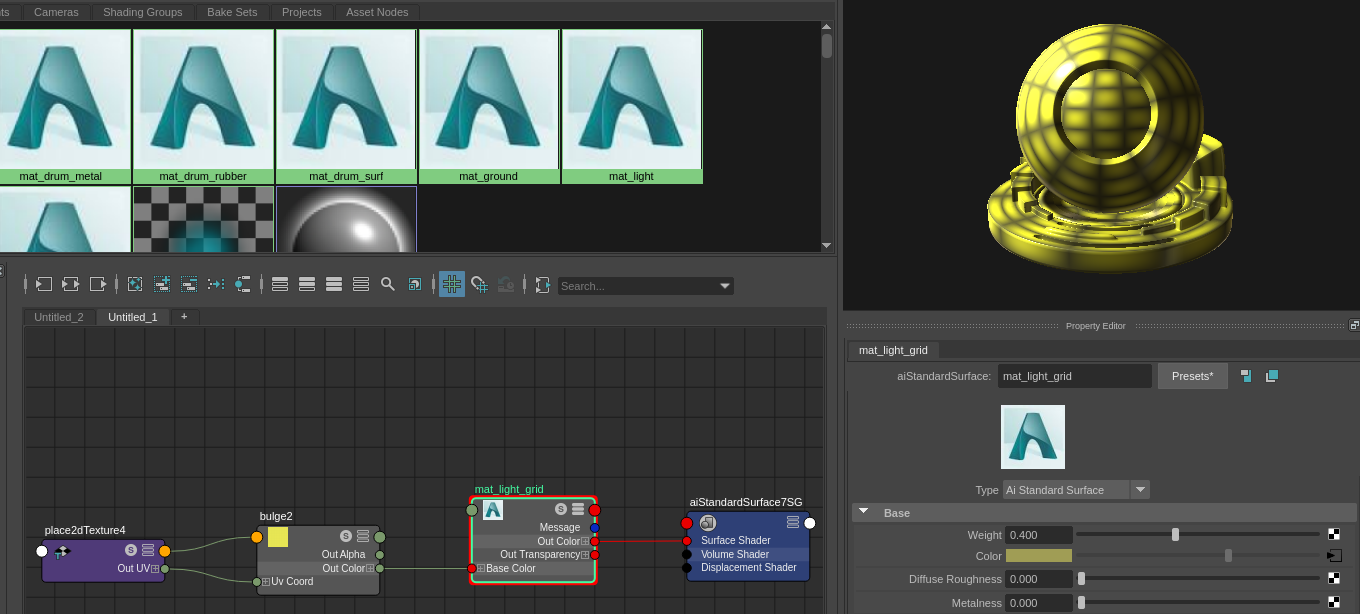 nts Cameras Shading Groups Bake Sets Projects Asset Nodes
mat_drum_metal mat_drum_rubber mat_drum_surf mat_ground mat_light
Search...
Untitled_2 Untitled_1 +
Property Editor
mat_light_grid
aiStandardSurface: mat_light_grid Presets*
Type Ai Standard Surface
Base
Weight 0.400
Color
Diffuse Roughness 0.000
Metalness 0.000
place2dTexture4
S
Out UV
bulge2
S
Out Alpha
Out Color
Uv Coord
mat_light_grid
S
Message
Out Color
Out Transparency
Base Color
aiStandardSurface7SG
Surface Shader
Volume Shader
Displacement Shader